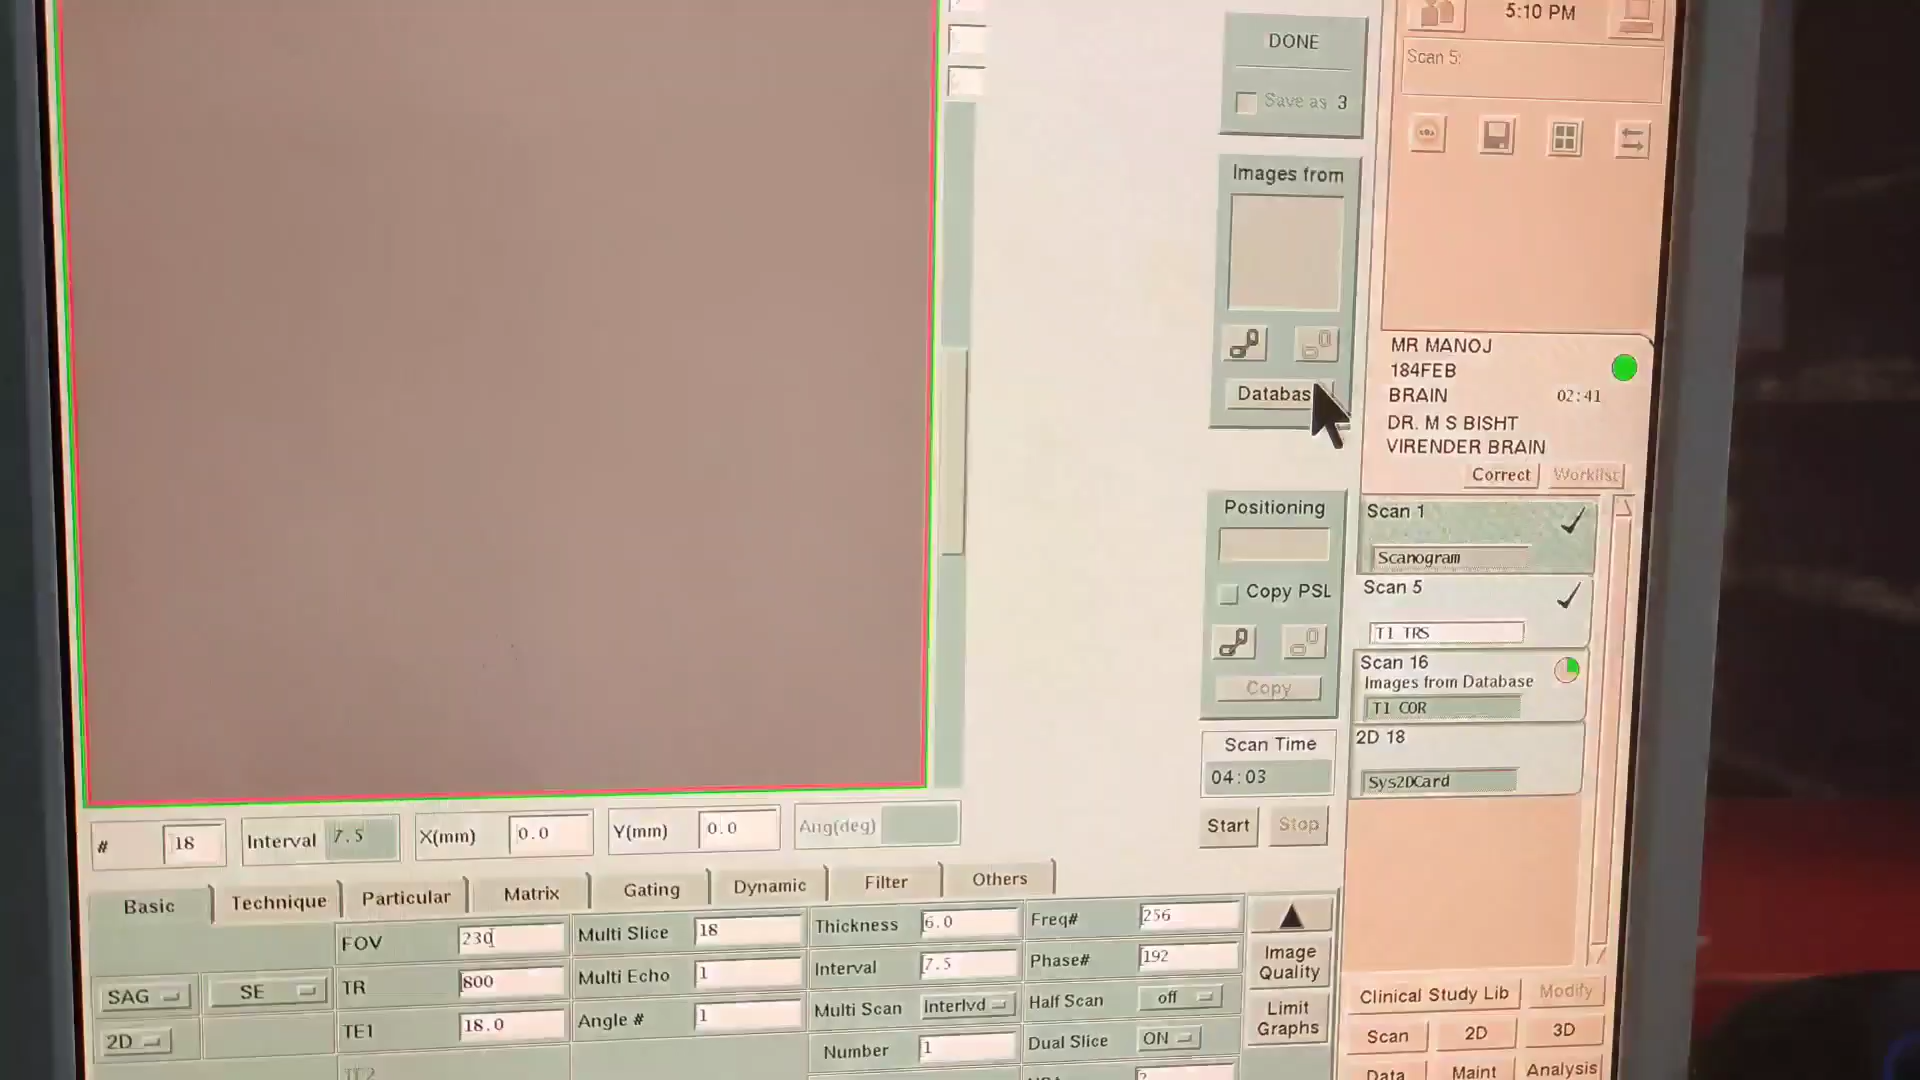 5:10 PM
Scan 5:
DONE
Save as 3
Images from
Databas
MR MANOJ
184FEB
BRAIN 02:41
DR. M S BISHT
VIRENDER BRAIN
Correct Worklist
Positioning
Copy PSL
Copy
Scan Time
04:03
Start Stop
Scan 1
Scanogram
Scan 5
T1 TRS
Scan 16
Images from Database
T1 COR
2D 18
Sys2DCard
# 18 Interval 7.5 X(mm) 0.0 Y(mm) 0.0 Ang(deg)
Basic Technique Particular Matrix Gating Dynamic Filter Others
FOV 230 Multi Slice 18 Thickness 6.0 Freq# 256
SAG SE TR 800 Multi Echo 1 Interval 7.5 Phase# 192
2D TE1 18.0 Angle # 1 Multi Scan Interlvd Half Scan off
Number 1 Dual Slice ON
TE2
Image
Quality
Limit
Graphs
Clinical Study Lib Modify
Scan 2D 3D
Data Maint Analysis